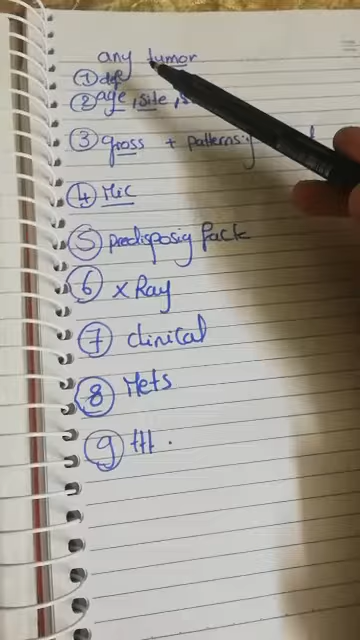 any tumor
① def
② age, site, s
③ gross + patterns
④ Mic
⑤ predisposig fact
⑥ x Ray
⑦ clinical
⑧ Mets
⑨ ttt.